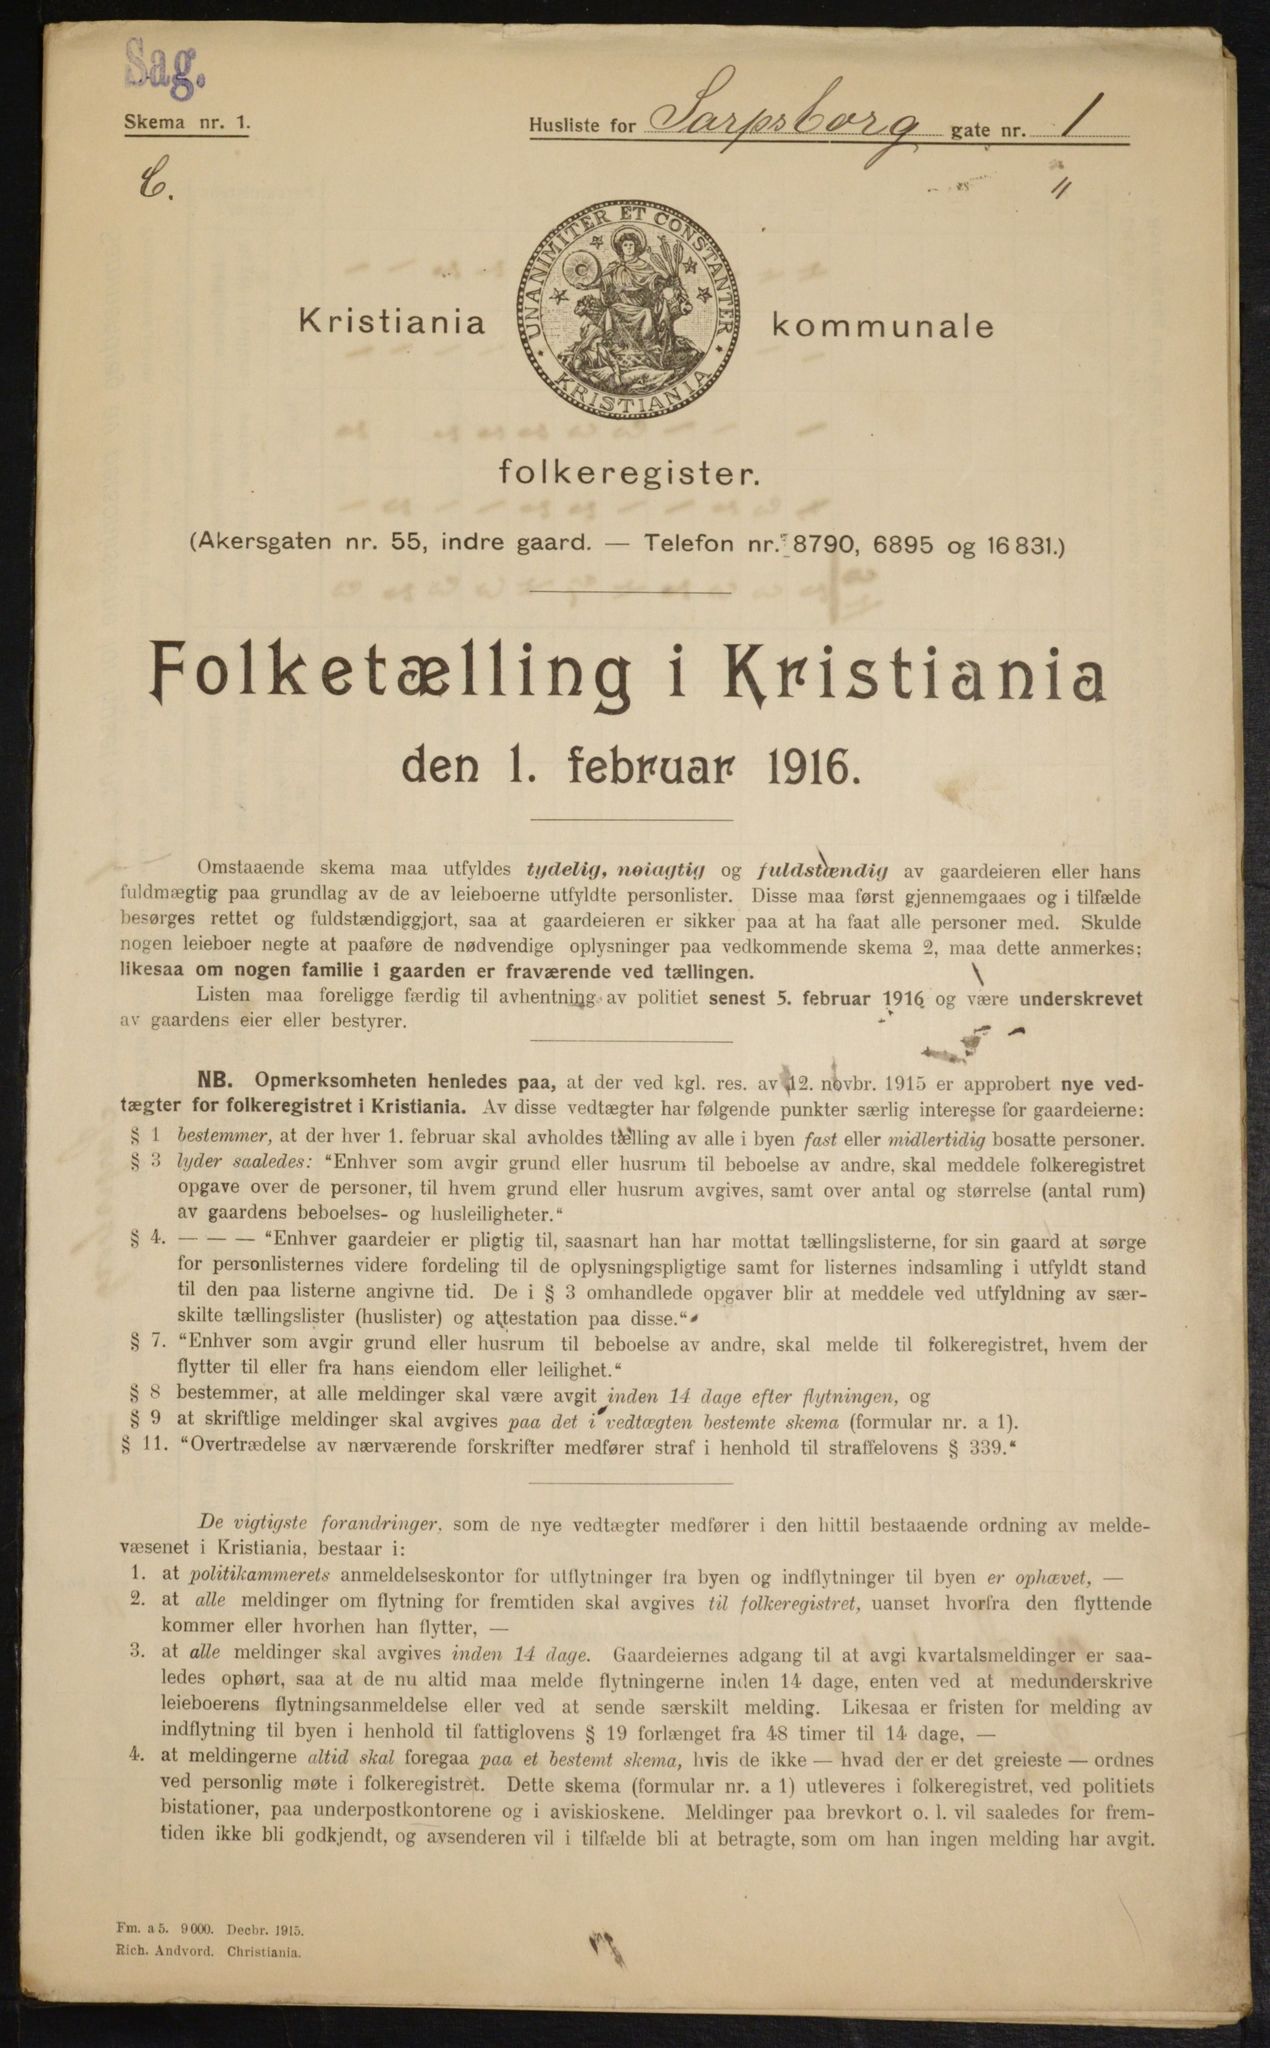 Sag.
Skema nr. 1.
Husliste for Sarpsborg gate nr. 1
C. "
UNANIMITER ET CONSTANTER
KRISTIANIA
Kristiania kommunale
folkeregister.
(Akersgaten nr. 55, indre gaard. — Telefon nr. 8790, 6895 og 16 831.)
Folketælling i Kristiania
den 1. februar 1916.
Omstaaende skema maa utfyldes tydelig, nøiagtig og fuldstændig av gaardeieren eller hans
fuldmægtig paa grundlag av de av leieboerne utfyldte personlister. Disse maa først gjennemgaaes og i tilfælde
besørges rettet og fuldstændiggjort, saa at gaardeieren er sikker paa at ha faat alle personer med. Skulde
nogen leieboer negte at paaføre de nødvendige oplysninger paa vedkommende skema 2, maa dette anmerkes;
likesaa om nogen familie i gaarden er fraværende ved tællingen.
Listen maa foreligge færdig til avhentning av politiet senest 5. februar 1916 og være underskrevet
av gaardens eier eller bestyrer.
NB. Opmerksomheten henledes paa, at der ved kgl. res. av 12. novbr. 1915 er approbert nye ved-
tægter for folkeregistret i Kristiania. Av disse vedtægter har følgende punkter særlig interesse for gaardeierne:
§ 1 bestemmer, at der hver 1. februar skal avholdes tælling av alle i byen fast eller midlertidig bosatte personer.
§ 3 lyder saaledes: "Enhver som avgir grund eller husrum til beboelse av andre, skal meddele folkeregistret
opgave over de personer, til hvem grund eller husrum avgives, samt over antal og størrelse (antal rum)
av gaardens beboelses- og husleiligheter."
§ 4. — — — "Enhver gaardeier er pligtig til, saasnart han har mottat tællingslisterne, for sin gaard at sørge
for personlisternes videre fordeling til de oplysningspligtige samt for listernes indsamling i utfyldt stand
til den paa listerne angivne tid. De i § 3 omhandlede opgaver blir at meddele ved utfyldning av sær-
skilte tællingslister (huslister) og attestation paa disse."
§ 7. "Enhver som avgir grund eller husrum til beboelse av andre, skal melde til folkeregistret, hvem der
flytter til eller fra hans eiendom eller leilighet."
§ 8 bestemmer, at alle meldinger skal være avgit inden 14 dage efter flytningen, og
§ 9 at skriftlige meldinger skal avgives paa det i vedtægten bestemte skema (formular nr. a 1).
§ 11. "Overtrædelse av nærværende forskrifter medfører straf i henhold til straffelovens § 339."
De vigtigste forandringer, som de nye vedtægter medfører i den hittil bestaaende ordning av melde-
væsenet i Kristiania, bestaar i:
1. at politikammerets anmeldelseskontor for utflytninger fra byen og indflytninger til byen er ophævet, —
2. at alle meldinger om flytning for fremtiden skal avgives til folkeregistret, uanset hvorfra den flyttende
kommer eller hvorhen han flytter, —
3. at alle meldinger skal avgives inden 14 dage. Gaardeiernes adgang til at avgi kvartalsmeldinger er saa-
ledes ophørt, saa at de nu altid maa melde flytningerne inden 14 dage, enten ved at medunderskrive
leieboerens flytningsanmeldelse eller ved at sende særskilt melding. Likesaa er fristen for melding av
indflytning til byen i henhold til fattiglovens § 19 forlænget fra 48 timer til 14 dage, —
4. at meldingerne altid skal foregaa paa et bestemt skema, hvis de ikke — hvad der er det greieste — ordnes
ved personlig møte i folkeregistret. Dette skema (formular nr. a 1) utleveres i folkeregistret, ved politiets
bistationer, paa underpostkontorene og i aviskioskene. Meldinger paa brevkort o. l. vil saaledes for frem-
tiden ikke bli godkjendt, og avsenderen vil i tilfælde bli at betragte, som om han ingen melding har avgit.
Fm. a 5. 9 000. Decbr. 1915.
Rich. Andvord. Christiania.